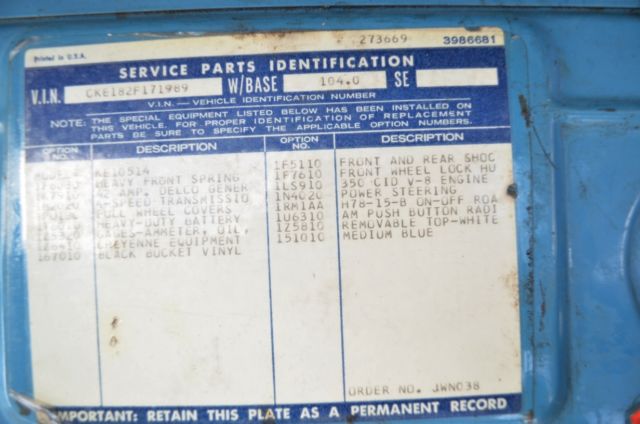 273669 3986681
Printed in U.S.A.
SERVICE PARTS IDENTIFICATION
V.I.N. CKE182F171989 W/BASE 104.0 SE
V.I.N. — VEHICLE IDENTIFICATION NUMBER
NOTE: THE SPECIAL EQUIPMENT LISTED BELOW HAS BEEN INSTALLED ON
THIS VEHICLE. FOR PROPER IDENTIFICATION OF REPLACEMENT
PARTS BE SURE TO SPECIFY THE APPLICABLE OPTION NUMBERS.
OPTION NO. DESCRIPTION OPTION NO. DESCRIPTION
MODEL KE10514 1F5110 FRONT AND REAR SHOC
HEAVY FRONT SPRING 1F7610 FRONT WHEEL LOCK HU
AMP. DELCO GENER 1LS910 350 CID V-8 ENGINE
SPEED TRANSMISSIO 1N4020 POWER STEERING
FULL WHEEL COVERS 1RM1AA H78-15-B ON-OFF ROA
HEAVY-DUTY BATTERY 1U6310 AM PUSH BUTTON RADI
GAGES-AMMETER, OIL, 1Z5810 REMOVABLE TOP-WHITE
1Z8410 CHEYENNE EQUIPMENT 151010 MEDIUM BLUE
167010 BLACK BUCKET VINYL
ORDER NO. JWN038
IMPORTANT: RETAIN THIS PLATE AS A PERMANENT RECORD